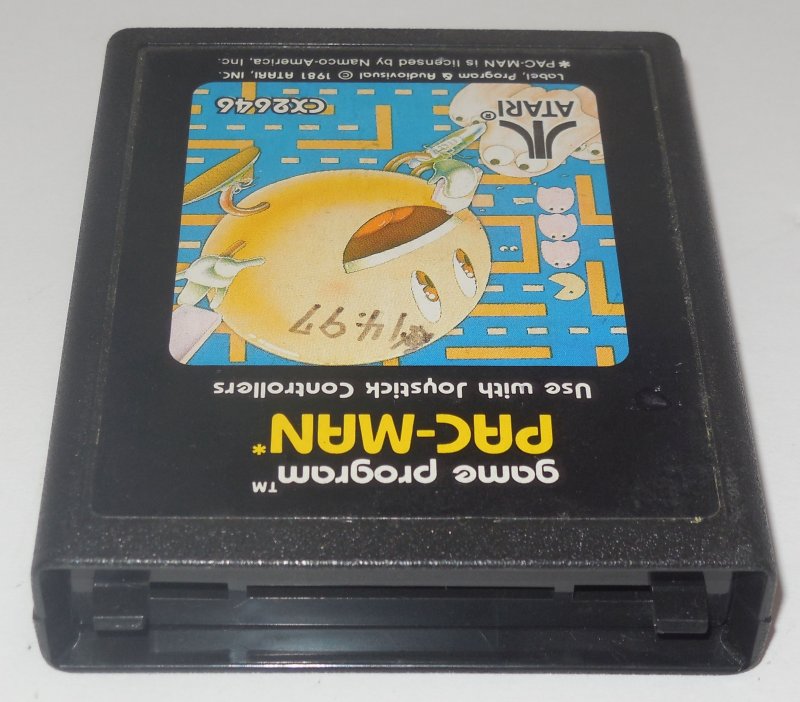 game program™
PAC-MAN*
Use with Joystick Controllers
14.97
ATARI®
CX2646
Label, Program & Audiovisual © 1981 ATARI, INC.
*PAC-MAN is licensed by Namco-America, Inc.